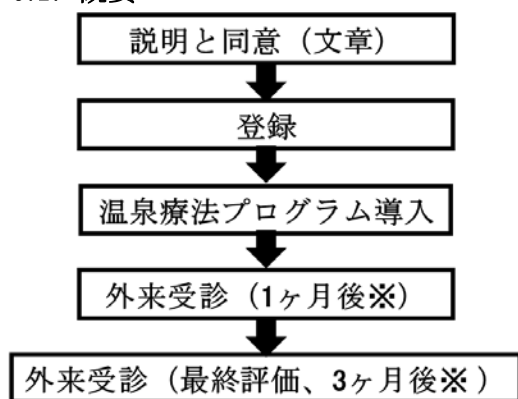 説明と同意（文章）
登録
温泉療法プログラム導入
外来受診（1ヶ月後※）
外来受診（最終評価、3ヶ月後※ ）